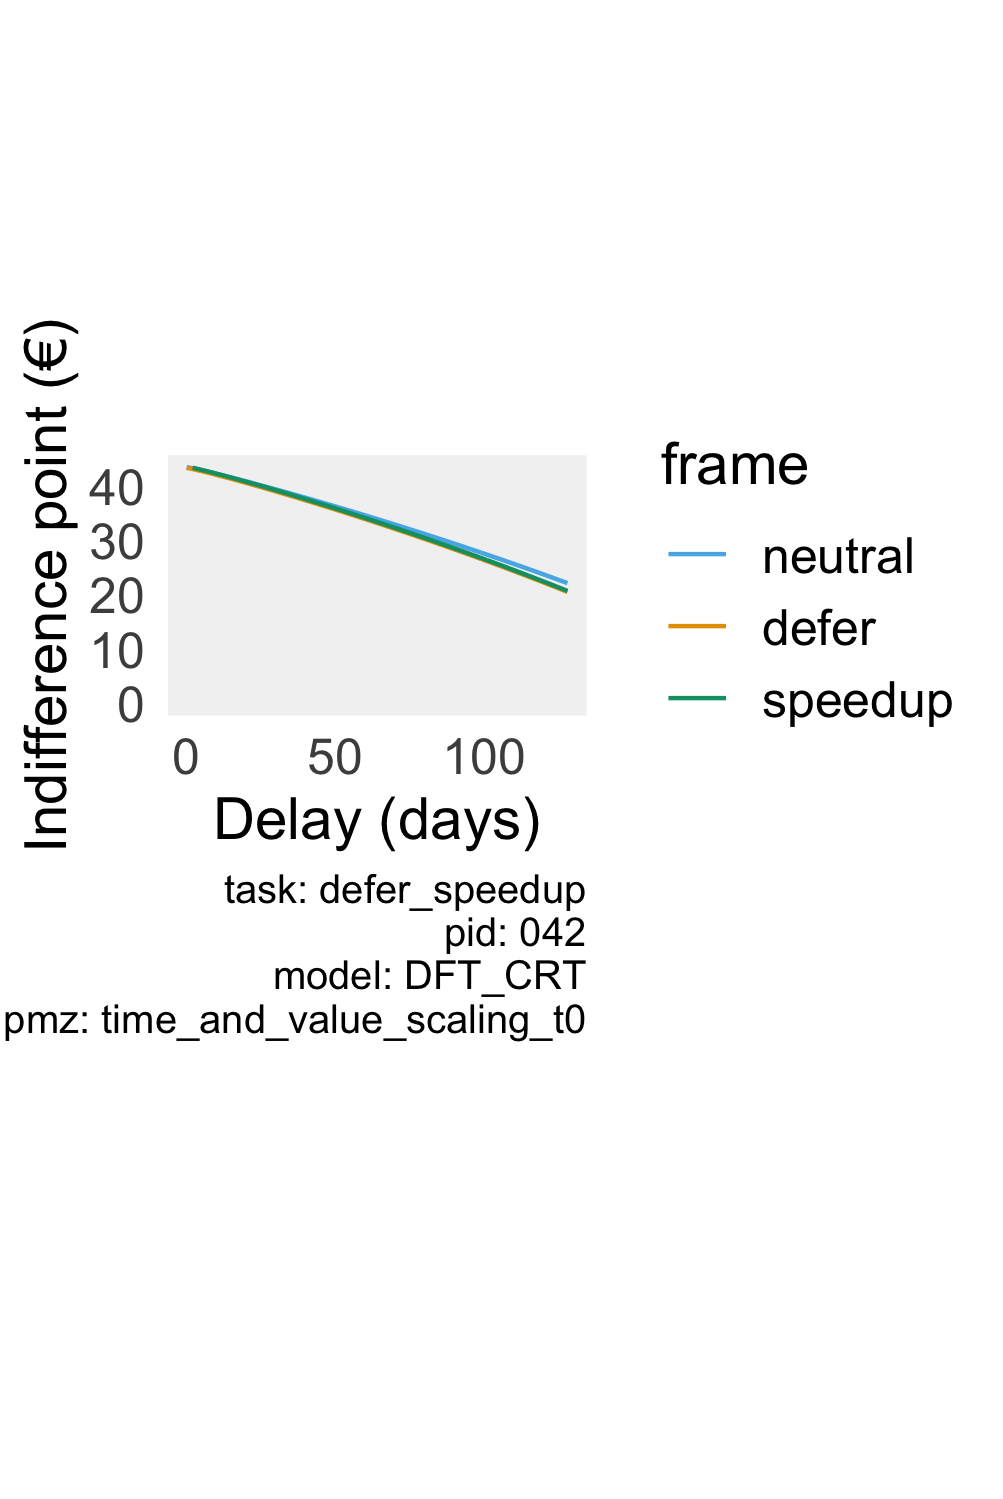 Indifference point (€)
40
30
20
10
0
0 50 100
Delay (days)
frame
neutral
defer
speedup
task: defer_speedup
pid: 042
model: DFT_CRT
pmz: time_and_value_scaling_t0